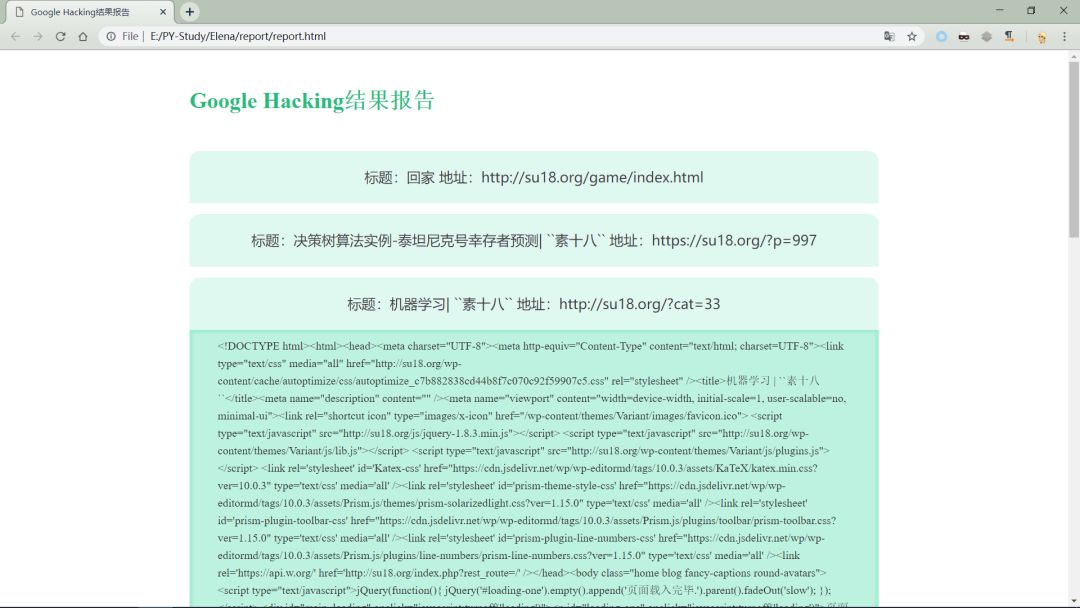 Google Hacking结果报告
File | E:/PY-Study/Elena/report/report.html
Google Hacking结果报告
标题：回家 地址：http://su18.org/game/index.html
标题：决策树算法实例-泰坦尼克号幸存者预测| ``素十八`` 地址：https://su18.org/?p=997
标题：机器学习| ``素十八`` 地址：http://su18.org/?cat=33
<!DOCTYPE html><html><head><meta charset="UTF-8"><meta http-equiv="Content-Type" content="text/html; charset=UTF-8"><link
type="text/css" media="all" href="http://su18.org/wp-
content/cache/autoptimize/css/autoptimize_c7b882838cd44b8f7c070c92f59907c5.css" rel="stylesheet" /><title>机器学习 | ``素十八
``</title><meta name="description" content="" /><meta name="viewport" content="width=device-width, initial-scale=1, user-scalable=no,
minimal-ui"><link rel="shortcut icon" type="images/x-icon" href="/wp-content/themes/Variant/images/favicon.ico"> <script
type="text/javascript" src="http://su18.org/js/jquery-1.8.3.min.js"></script> <script type="text/javascript" src="http://su18.org/wp-
content/themes/Variant/js/lib.js"></script> <script type="text/javascript" src="http://su18.org/wp-content/themes/Variant/js/plugins.js">
</script> <link rel='stylesheet' id='Katex-css' href="https://cdn.jsdelivr.net/wp/wp-editormd/tags/10.0.3/assets/KaTeX/katex.min.css?
ver=10.0.3" type='text/css' media='all' /><link rel='stylesheet' id='prism-theme-style-css' href="https://cdn.jsdelivr.net/wp/wp-
editormd/tags/10.0.3/assets/Prism.js/themes/prism-solarizedlight.css?ver=1.15.0" type='text/css' media='all' /><link rel='stylesheet'
id='prism-plugin-toolbar-css' href="https://cdn.jsdelivr.net/wp/wp-editormd/tags/10.0.3/assets/Prism.js/plugins/toolbar/prism-toolbar.css?
ver=1.15.0" type='text/css' media='all' /><link rel='stylesheet' id='prism-plugin-line-numbers-css' href="https://cdn.jsdelivr.net/wp/wp-
editormd/tags/10.0.3/assets/Prism.js/plugins/line-numbers/prism-line-numbers.css?ver=1.15.0" type='text/css' media='all' /><link
rel='https://api.w.org/' href='http://su18.org/index.php?rest_route=/' /></head><body class="home blog fancy-captions round-avatars">
<script type="text/javascript">jQuery(function(){ jQuery('#loading-one').empty().append('页面载入完毕.').parent().fadeOut('slow'); });